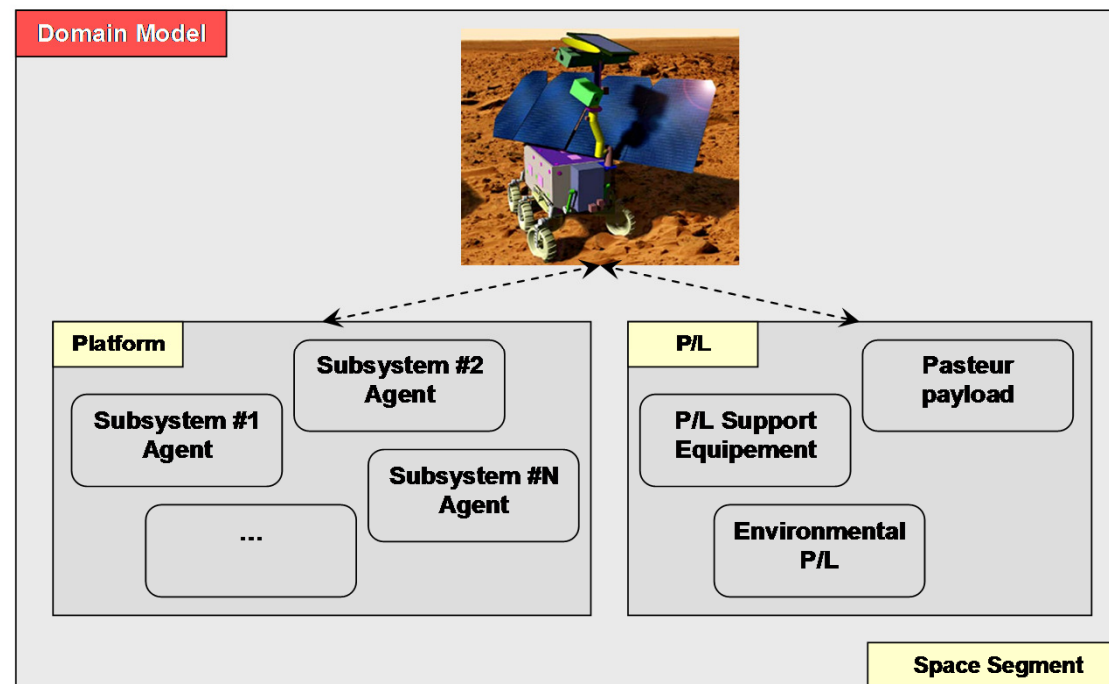 Domain Model
Platform
Subsystem #2
Agent
Subsystem #1
Agent
Subsystem #N
Agent
...
P/L
Pasteur
payload
P/L Support
Equipement
Environmental
P/L
Space Segment